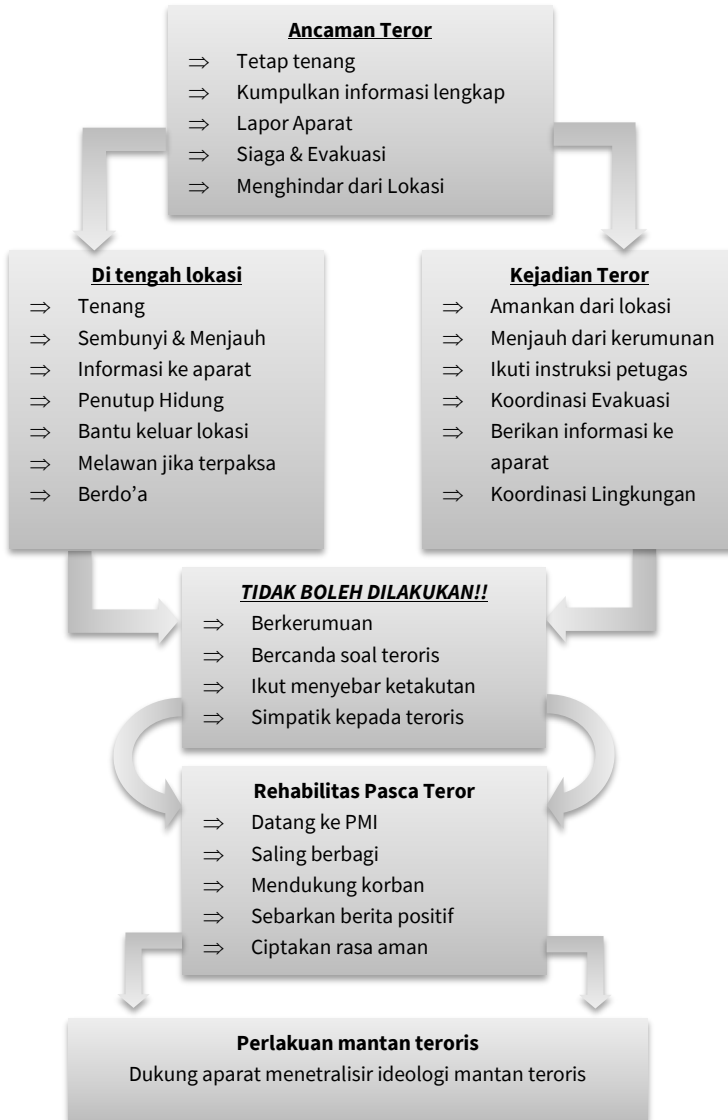 Ancaman Teror
⇒ Tetap tenang
⇒ Kumpulkan informasi lengkap
⇒ Lapor Aparat
⇒ Siaga & Evakuasi
⇒ Menghindar dari Lokasi
Di tengah lokasi
⇒ Tenang
⇒ Sembunyi & Menjauh
⇒ Informasi ke aparat
⇒ Penutup Hidung
⇒ Bantu keluar lokasi
⇒ Melawan jika terpaksa
⇒ Berdo’a
Kejadian Teror
⇒ Amankan dari lokasi
⇒ Menjauh dari kerumunan
⇒ Ikuti instruksi petugas
⇒ Koordinasi Evakuasi
⇒ Berikan informasi ke
aparat
⇒ Koordinasi Lingkungan
TIDAK BOLEH DILAKUKAN!!
⇒ Berkerumuan
⇒ Bercanda soal teroris
⇒ Ikut menyebar ketakutan
⇒ Simpatik kepada teroris
Rehabilitas Pasca Teror
⇒ Datang ke PMI
⇒ Saling berbagi
⇒ Mendukung korban
⇒ Sebarkan berita positif
⇒ Ciptakan rasa aman
Perlakuan mantan teroris
Dukung aparat menetralisir ideologi mantan teroris